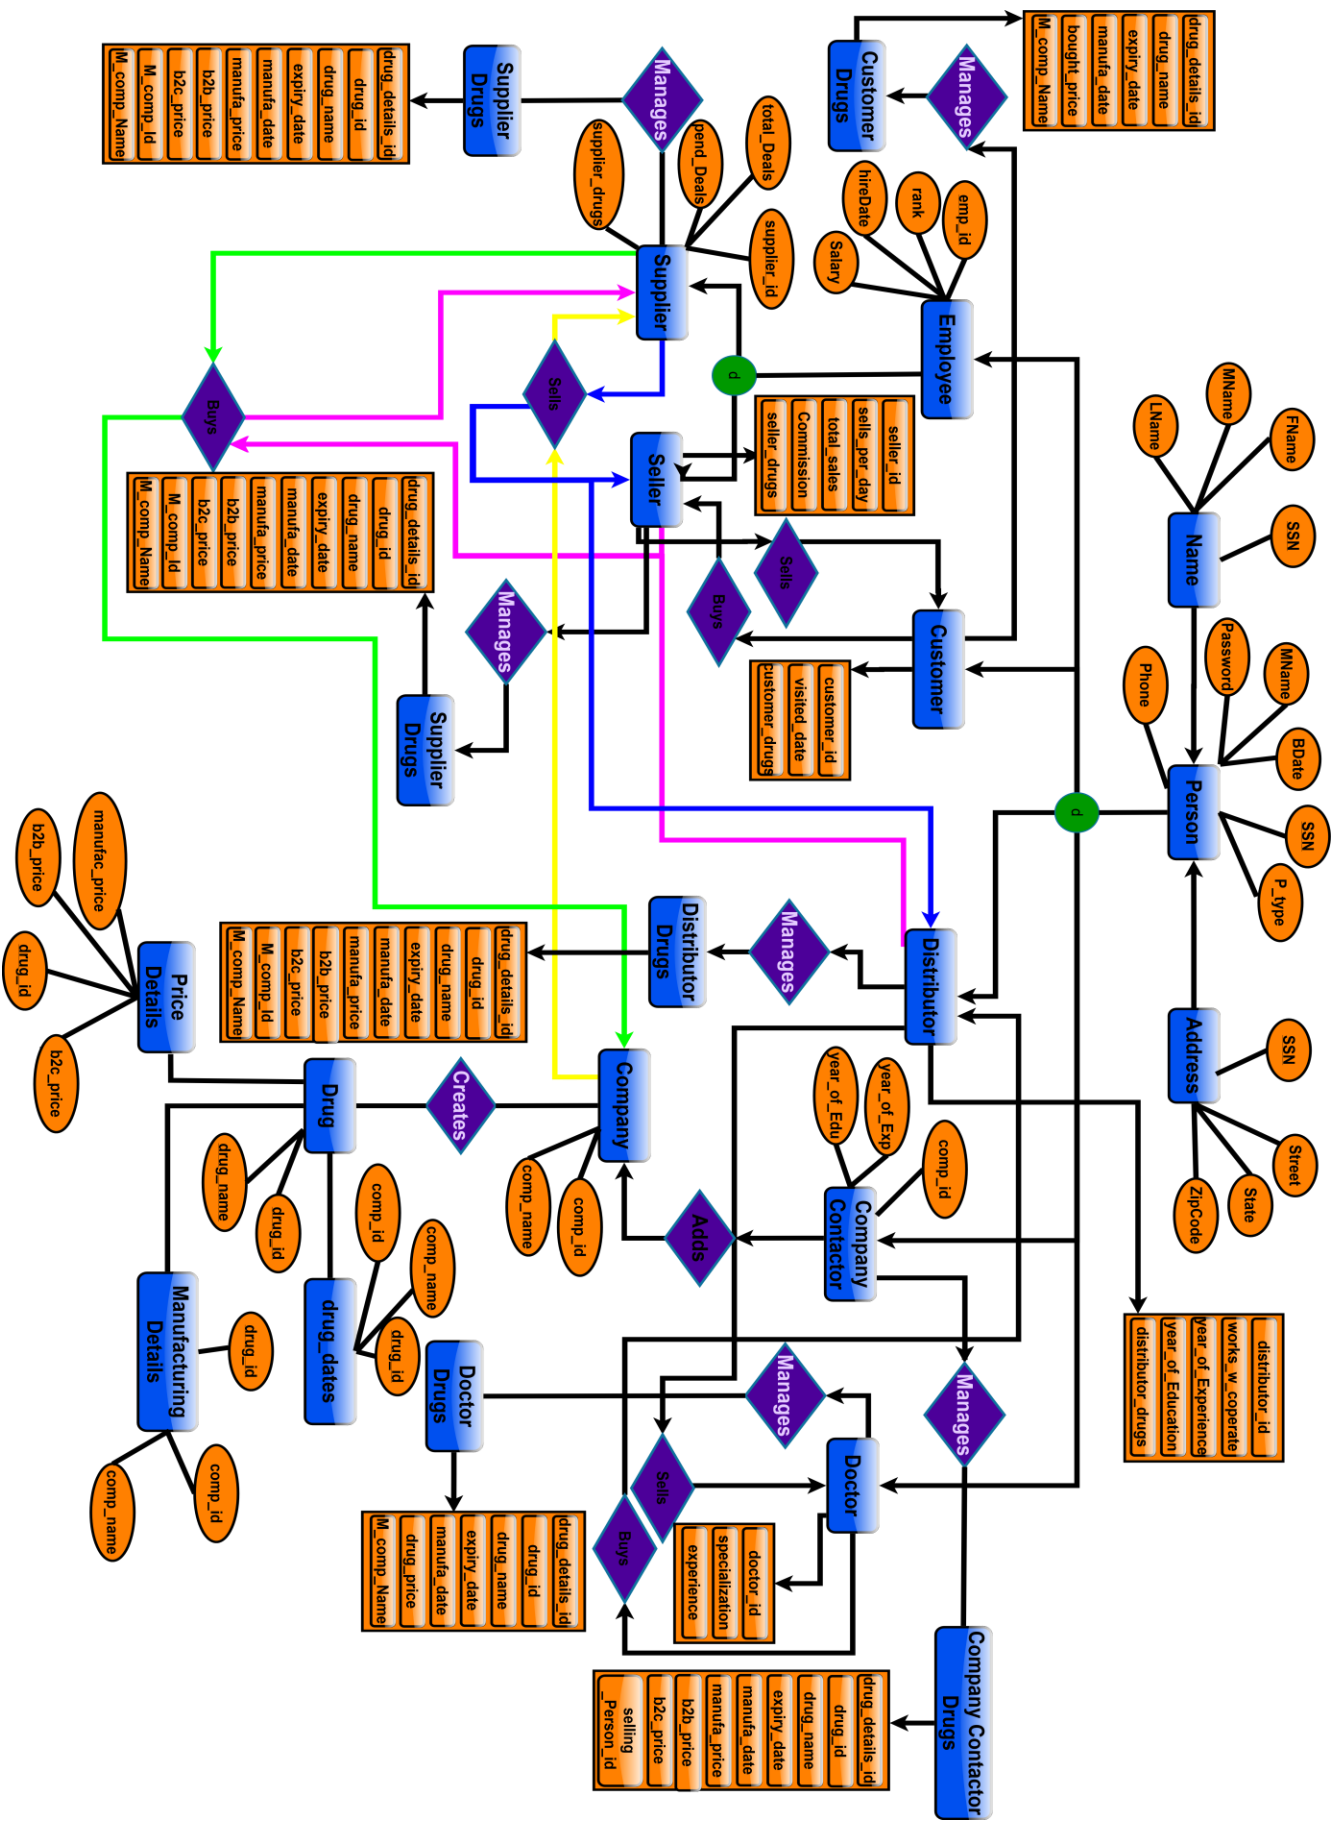 FName
MName
LName
SSN
Name
MName
Password
Phone
BDate
SSN
P_type
Person
SSN
Street
State
ZipCode
Address
d
drug_details_id
drug_name
expiry_date
manufa_date
bought_price
M_comp_Name
Customer
Drugs
Manages
emp_id
rank
hireDate
Salary
Employee
d
Customer
customer_id
visited_date
customer_drugs
Distributor
distributor_id
works_w_coperate
year_of_Experience
year_of_Education
distributor_drugs
comp_id
year_of_Exp
year_of_Edu
Company
Contactor
Manages
Company Contactor
Drugs
drug_details_id
drug_id
drug_name
expiry_date
manufa_date
manufa_price
b2b_price
b2c_price
selling
_Person_id
Doctor
doctor_id
specialization
experience
Manages
Sells
Buys
Doctor
Drugs
drug_details_id
drug_id
drug_name
expiry_date
manufa_date
drug_price
M_comp_Name
total_Deals
pend_Deals
supplier_id
supplier_drugs
Supplier
Manages
Supplier
Drugs
drug_details_id
drug_id
drug_name
expiry_date
manufa_date
manufa_price
b2b_price
b2c_price
M_comp_Id
M_comp_Name
seller_id
sells_per_day
total_sales
Commission
seller_drugs
Seller
Sells
Buys
Sells
Buys
Manages
Supplier
Drugs
drug_details_id
drug_id
drug_name
expiry_date
manufa_date
manufa_price
b2b_price
b2c_price
M_comp_Id
M_comp_Name
Manages
Distributor
Drugs
drug_details_id
drug_id
drug_name
expiry_date
manufa_date
manufa_price
b2b_price
b2c_price
M_comp_Id
M_comp_Name
Adds
Company
comp_id
comp_name
Creates
Drug
drug_name
drug_id
comp_id
comp_name
drug_id
drug_dates
Price
Details
manufac_price
b2b_price
drug_id
b2c_price
Manufacturing
Details
drug_id
comp_id
comp_name